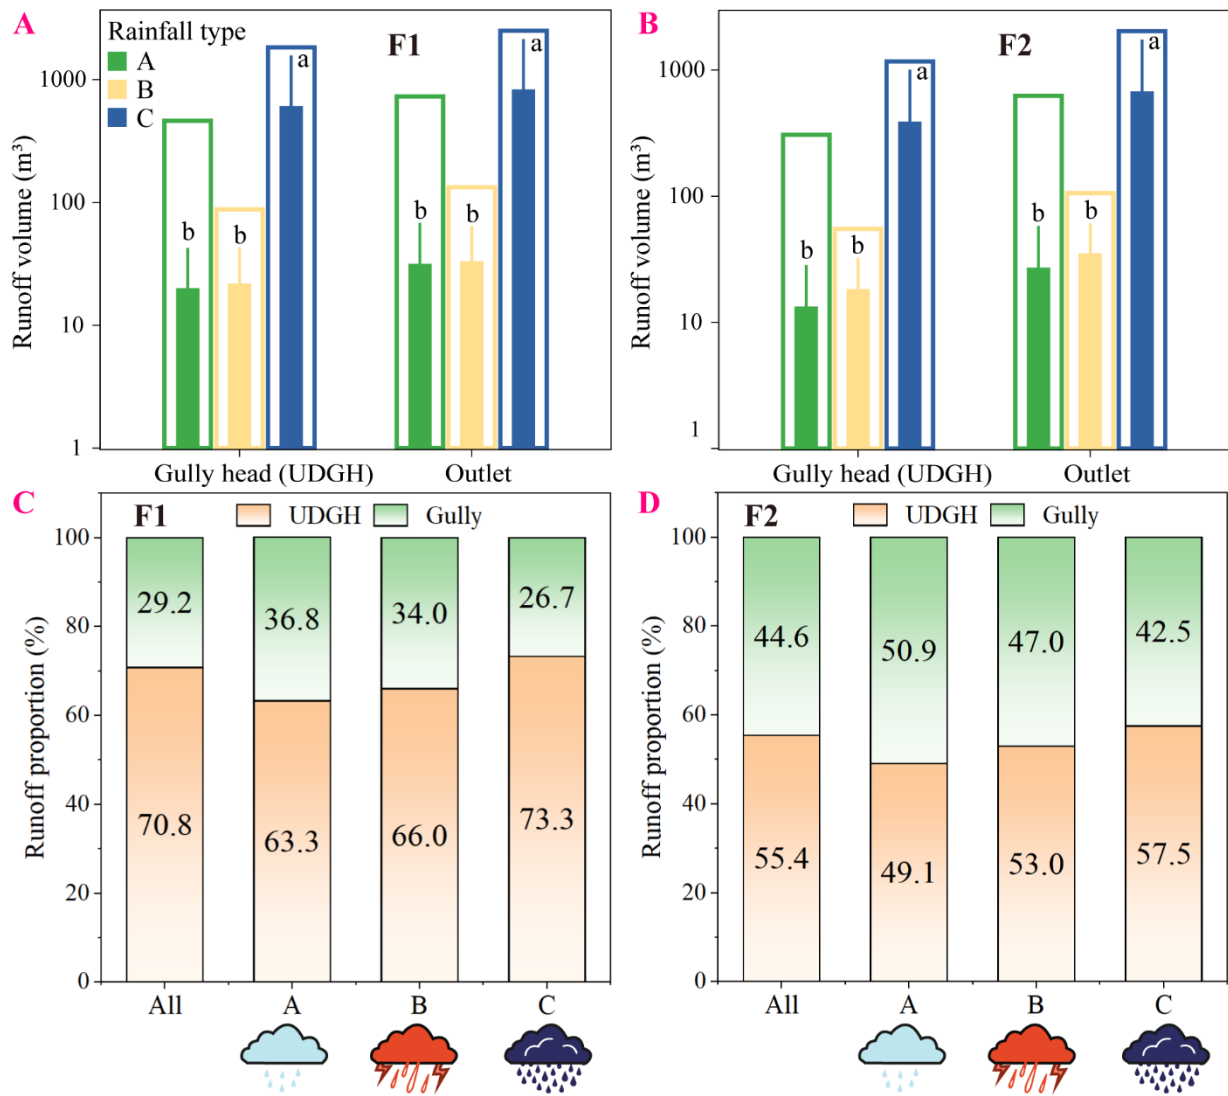 A
Rainfall type
A
B
C
F1
Runoff volume (m³)
1000
100
10
1
b
b
a
b
b
a
Gully head (UDGH)
Outlet
B
F2
Runoff volume (m³)
1000
100
10
1
b
b
a
b
b
a
Gully head (UDGH)
Outlet
C
F1
UDGH
Gully
Runoff proportion (%)
100
80
60
40
20
0
29.2
36.8
34.0
26.7
70.8
63.3
66.0
73.3
All
A
B
C
D
F2
UDGH
Gully
Runoff proportion (%)
100
80
60
40
20
0
44.6
50.9
47.0
42.5
55.4
49.1
53.0
57.5
All
A
B
C